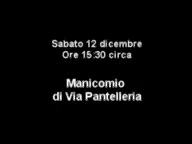 Sabato 12 dicembre
Ore 15:30 circa
Manicomio
di Via Pantelleria